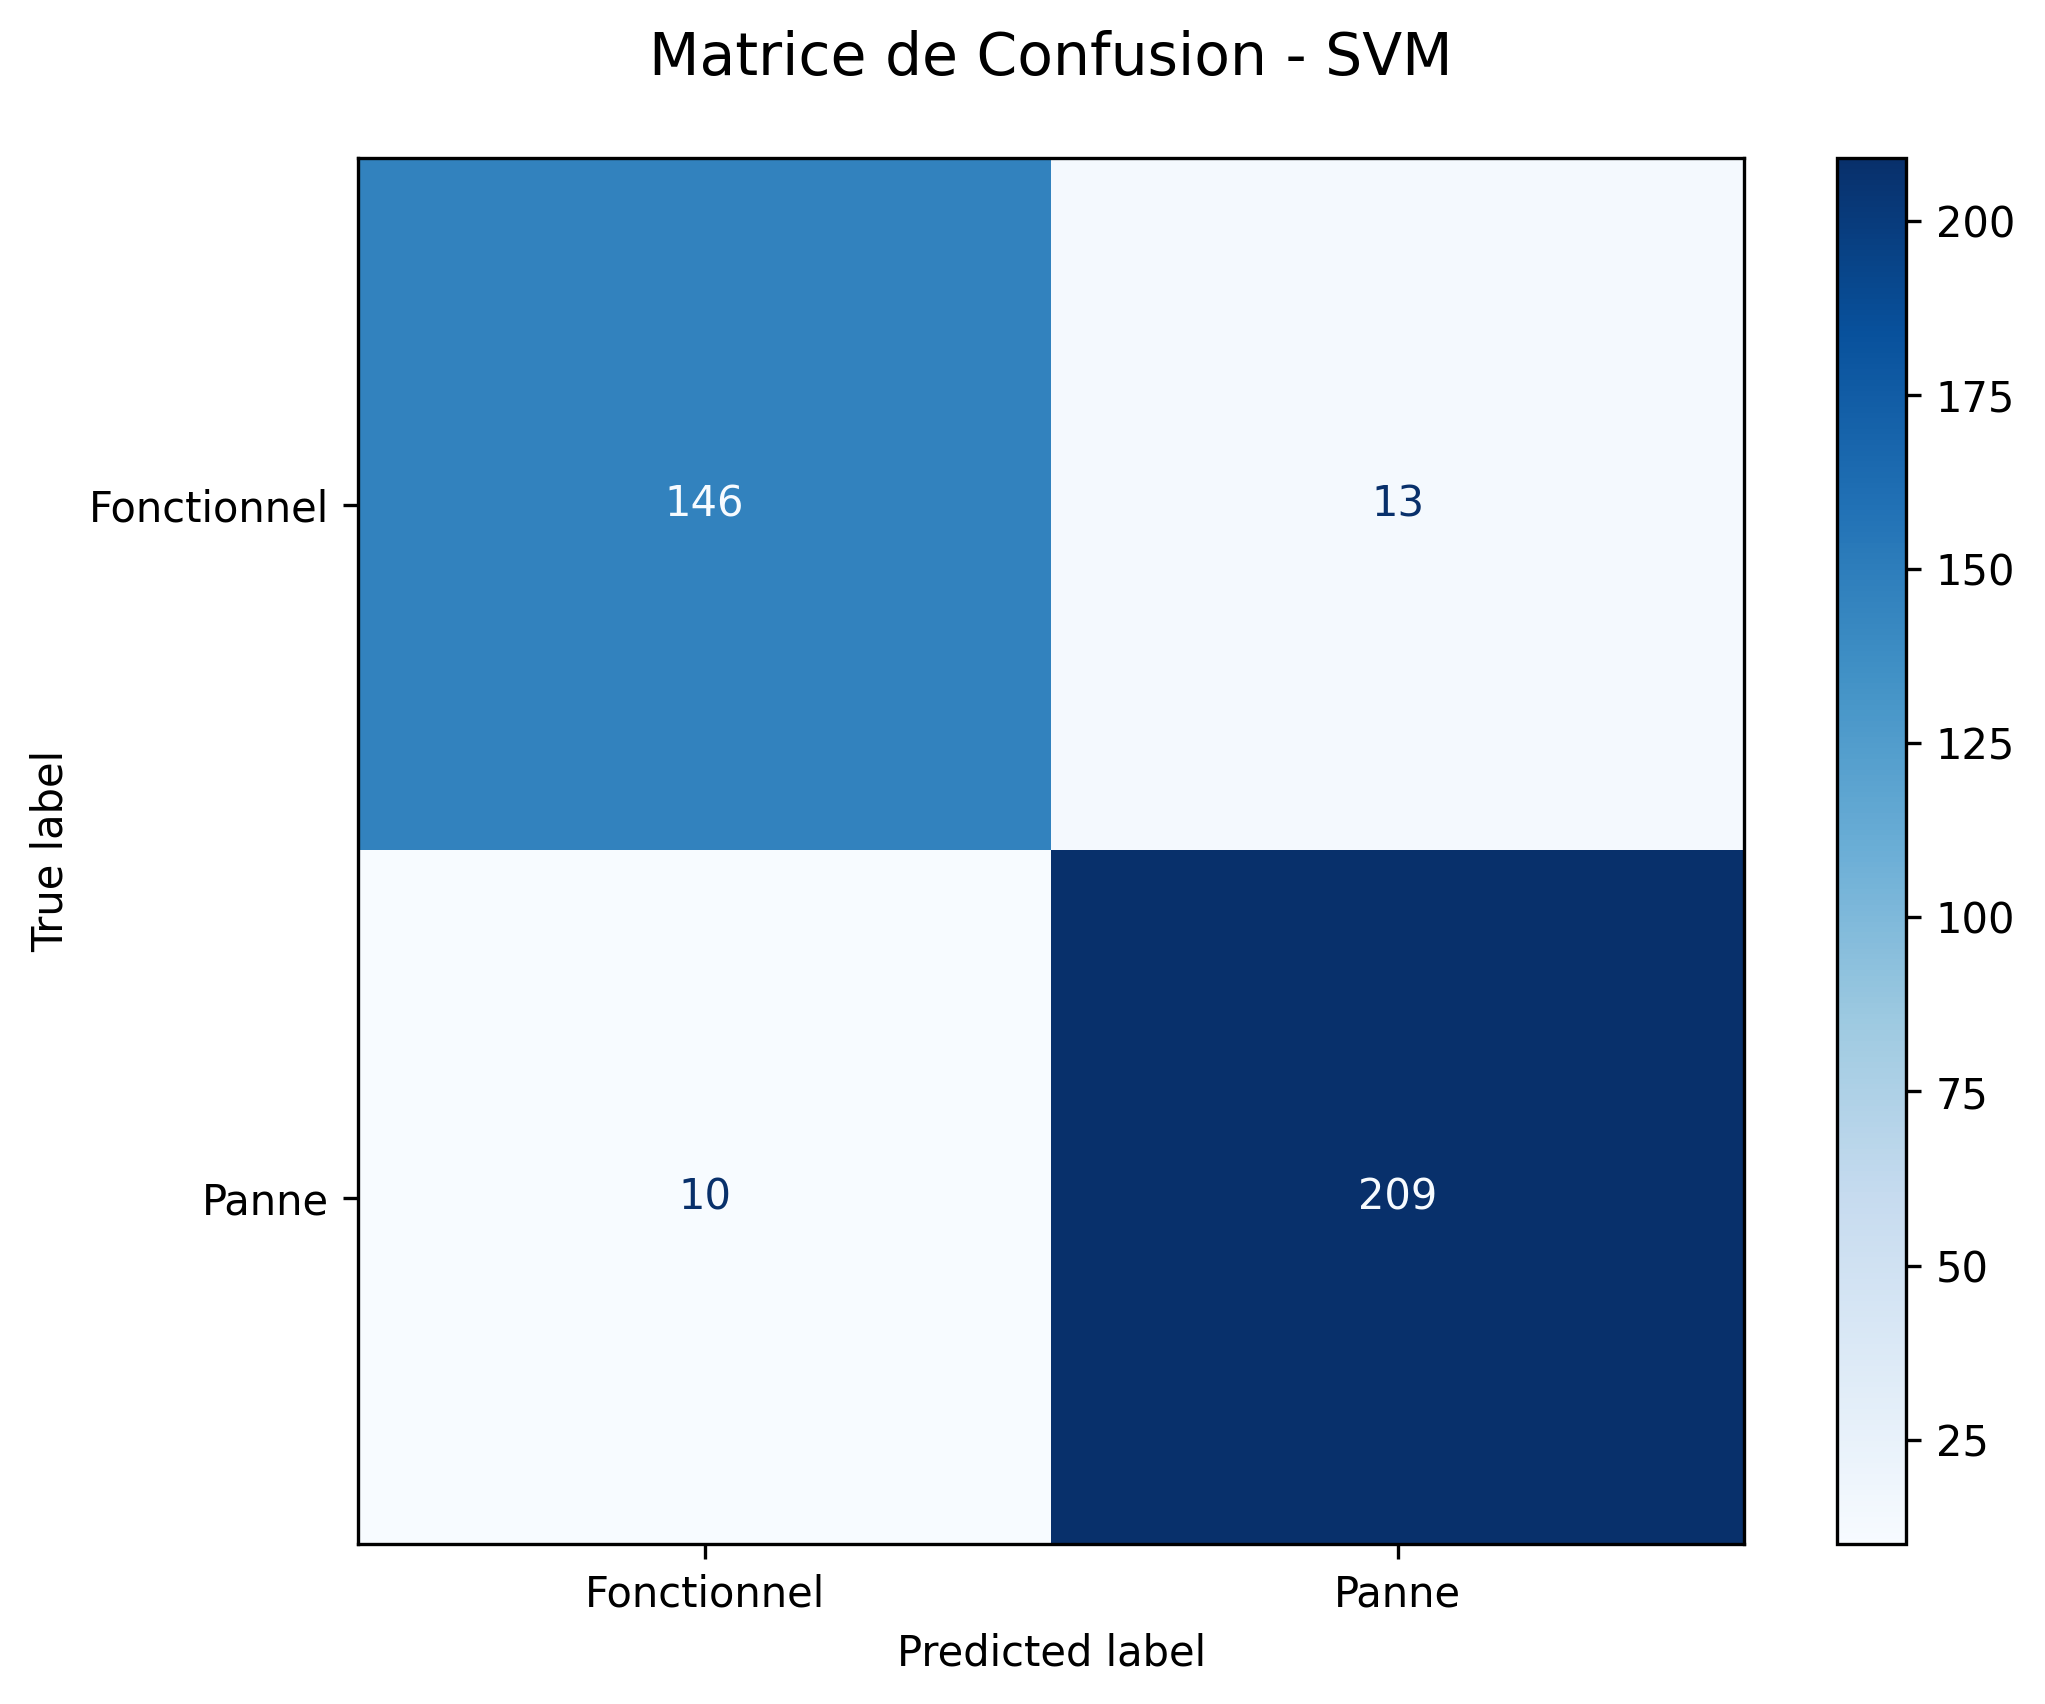 Matrice de Confusion - SVM
True label
Fonctionnel
Panne
146
13
10
209
Fonctionnel
Panne
Predicted label
200
175
150
125
100
75
50
25